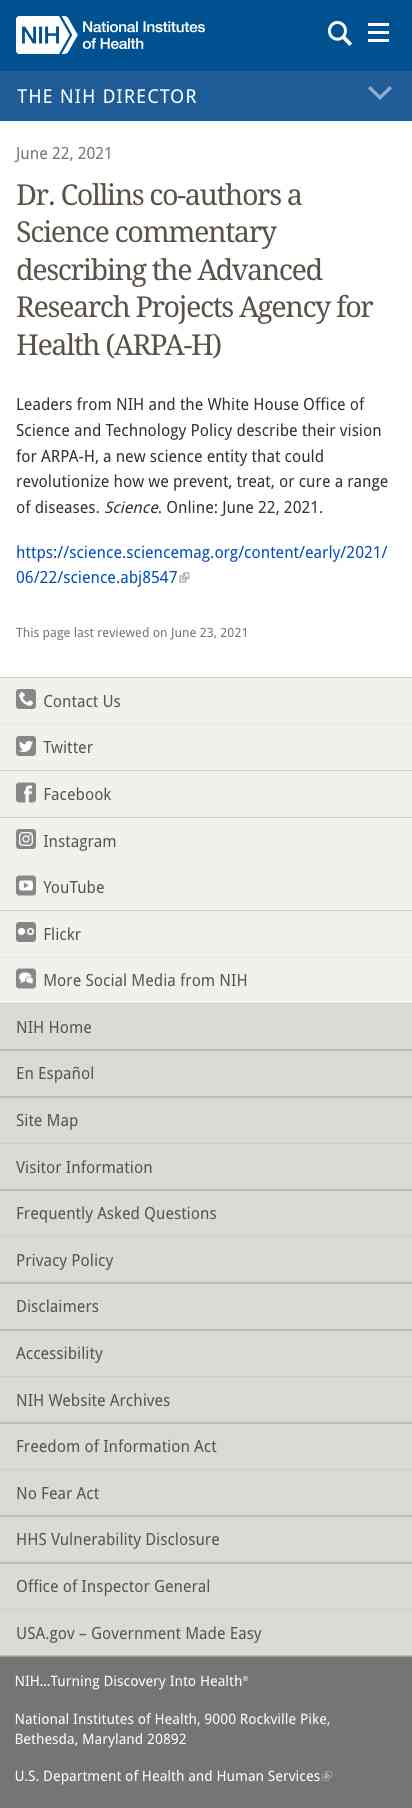 NIH National Institutes
of Health
THE NIH DIRECTOR
June 22, 2021
Dr. Collins co-authors a
Science commentary
describing the Advanced
Research Projects Agency for
Health (ARPA-H)
Leaders from NIH and the White House Office of
Science and Technology Policy describe their vision
for ARPA-H, a new science entity that could
revolutionize how we prevent, treat, or cure a range
of diseases. Science. Online: June 22, 2021.
https://science.sciencemag.org/content/early/2021/
06/22/science.abj8547
This page last reviewed on June 23, 2021
Contact Us
Twitter
Facebook
Instagram
YouTube
Flickr
More Social Media from NIH
NIH Home
En Español
Site Map
Visitor Information
Frequently Asked Questions
Privacy Policy
Disclaimers
Accessibility
NIH Website Archives
Freedom of Information Act
No Fear Act
HHS Vulnerability Disclosure
Office of Inspector General
USA.gov – Government Made Easy
NIH…Turning Discovery Into Health®
National Institutes of Health, 9000 Rockville Pike,
Bethesda, Maryland 20892
U.S. Department of Health and Human Services